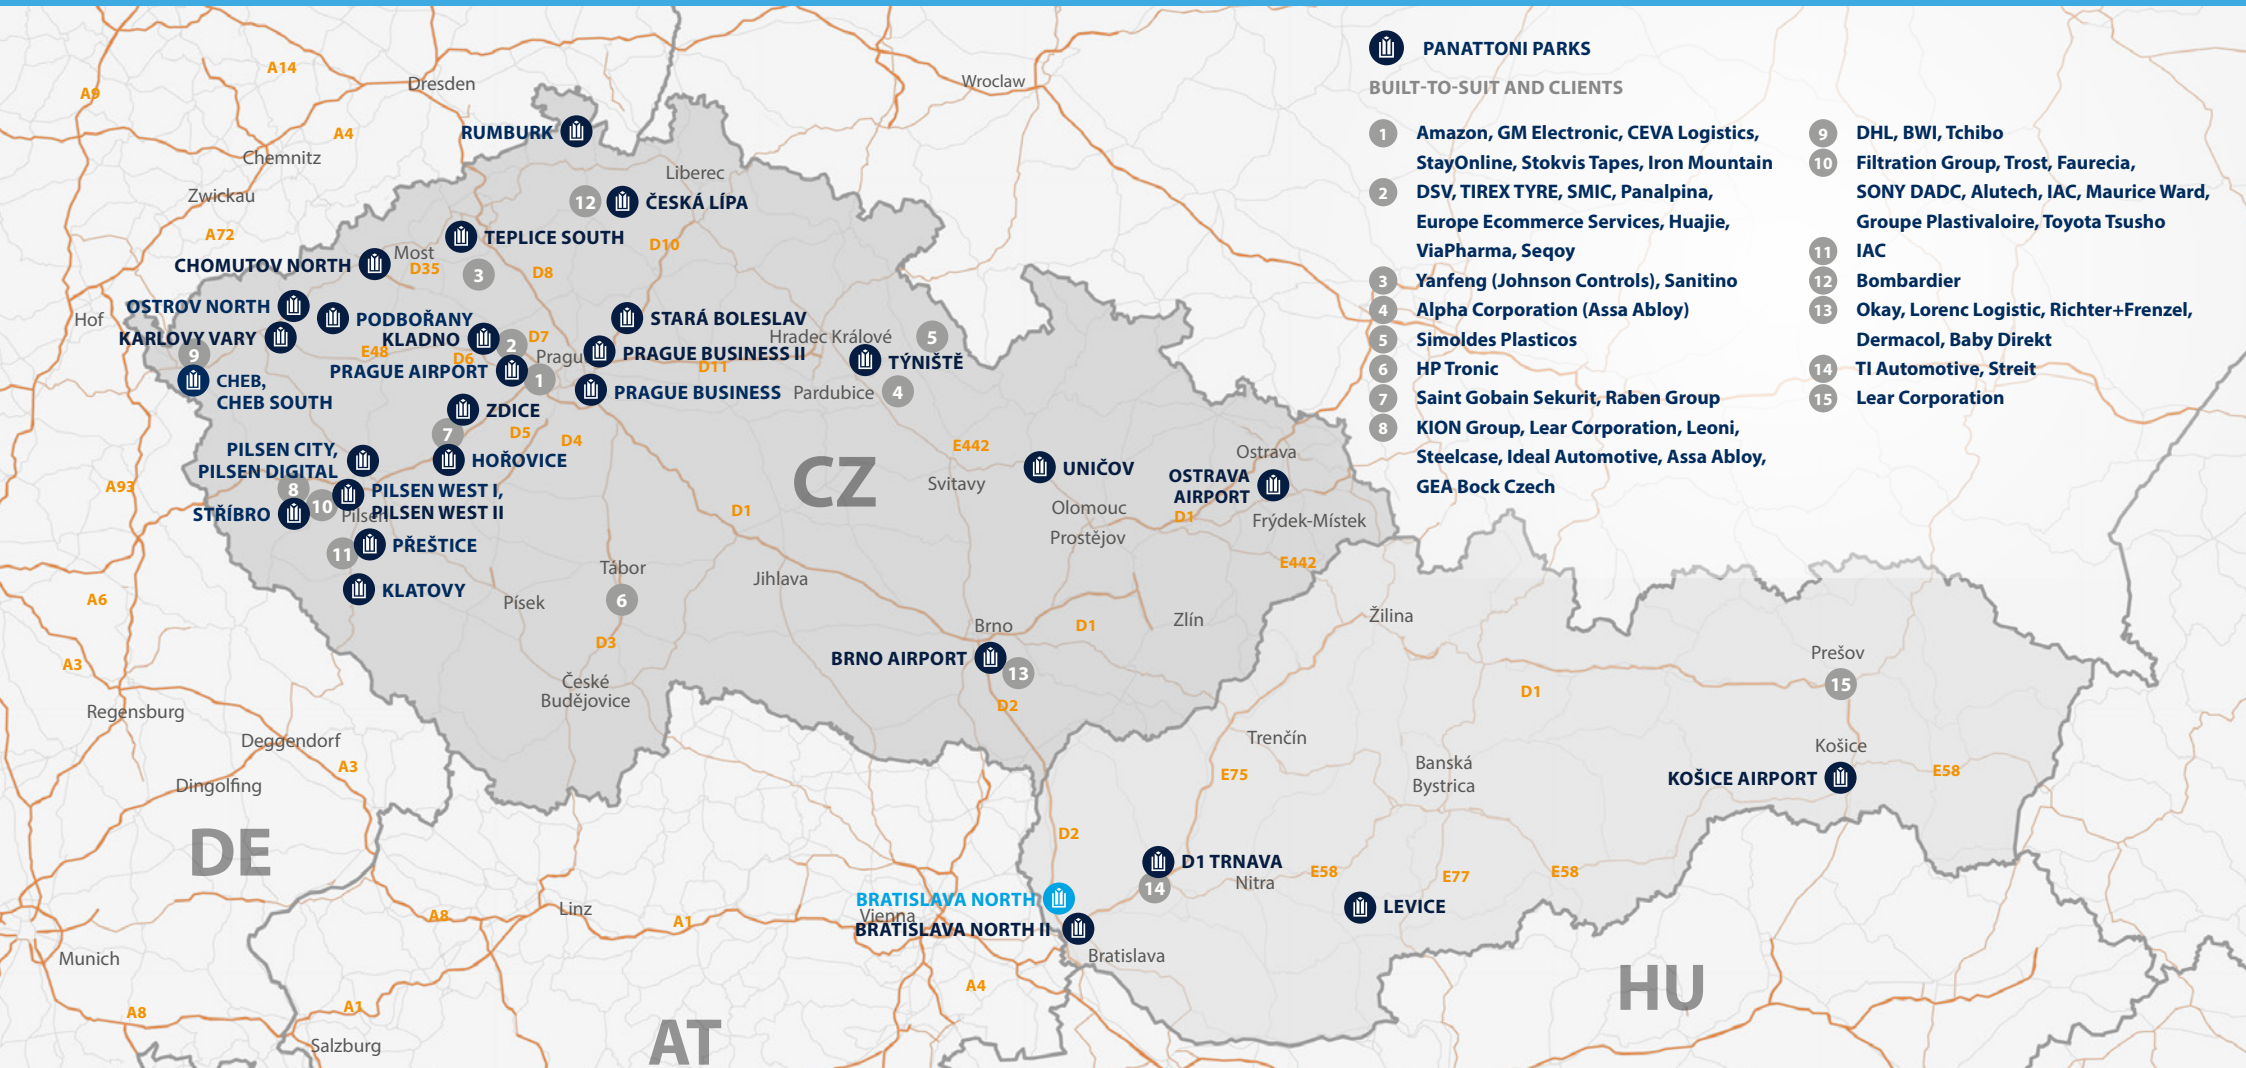 PANATTONI PARKS
BUILT-TO-SUIT AND CLIENTS
1 Amazon, GM Electronic, CEVA Logistics,
StayOnline, Stokvis Tapes, Iron Mountain
2 DSV, TIREX TYRE, SMIC, Panalpina,
Europe Ecommerce Services, Huajie,
ViaPharma, Seqoy
3 Yanfeng (Johnson Controls), Sanitino
4 Alpha Corporation (Assa Abloy)
5 Simoldes Plasticos
6 HP Tronic
7 Saint Gobain Sekurit, Raben Group
8 KION Group, Lear Corporation, Leoni,
Steelcase, Ideal Automotive, Assa Abloy,
GEA Bock Czech
9 DHL, BWI, Tchibo
10 Filtration Group, Trost, Faurecia,
SONY DADC, Alutech, IAC, Maurice Ward,
Groupe Plastivaloire, Toyota Tsusho
11 IAC
12 Bombardier
13 Okay, Lorenc Logistic, Richter+Frenzel,
Dermacol, Baby Direkt
14 TI Automotive, Streit
15 Lear Corporation
A14
Dresden
Wroclaw
A9
A4
RUMBURK
Chemnitz
Liberec
Zwickau
12
ČESKÁ LÍPA
A72
TEPLICE SOUTH
D10
Most
CHOMUTOV NORTH
D35
3
D8
OSTROV NORTH
Hof
PODBOŘANY
STARÁ BOLESLAV
KARLOVY VARY
KLADNO
2
D7
Hradec Králové
5
9
E48
D6
Pragu
PRAGUE BUSINESS II
TÝNIŠTĚ
D11
PRAGUE AIRPORT
1
CHEB,
CHEB SOUTH
PRAGUE BUSINESS
Pardubice
4
ZDICE
7
D5
D4
HOŘOVICE
PILSEN CITY,
PILSEN DIGITAL
E442
Ostrava
CZ
UNIČOV
OSTRAVA
AIRPORT
A93
8
PILSEN WEST I,
PILSEN WEST II
Svitavy
10
Pilsen
STŘÍBRO
D1
Olomouc
D1
Frýdek-Místek
Prostějov
11
PŘEŠTICE
E442
Tábor
Jihlava
KLATOVY
A6
Písek
6
Žilina
Zlín
Brno
D1
D3
A3
BRNO AIRPORT
13
Prešov
15
České
Budějovice
D1
D2
Regensburg
Deggendorf
Trenčín
Košice
A3
Banská
Bystrica
E75
E58
KOŠICE AIRPORT
Dingolfing
DE
D2
D1 TRNAVA
14
Nitra
E58
E77
E58
BRATISLAVA NORTH
LEVICE
Linz
A8
A1
Vienna
BRATISLAVA NORTH II
Bratislava
Munich
A4
HU
A1
A8
AT
Salzburg